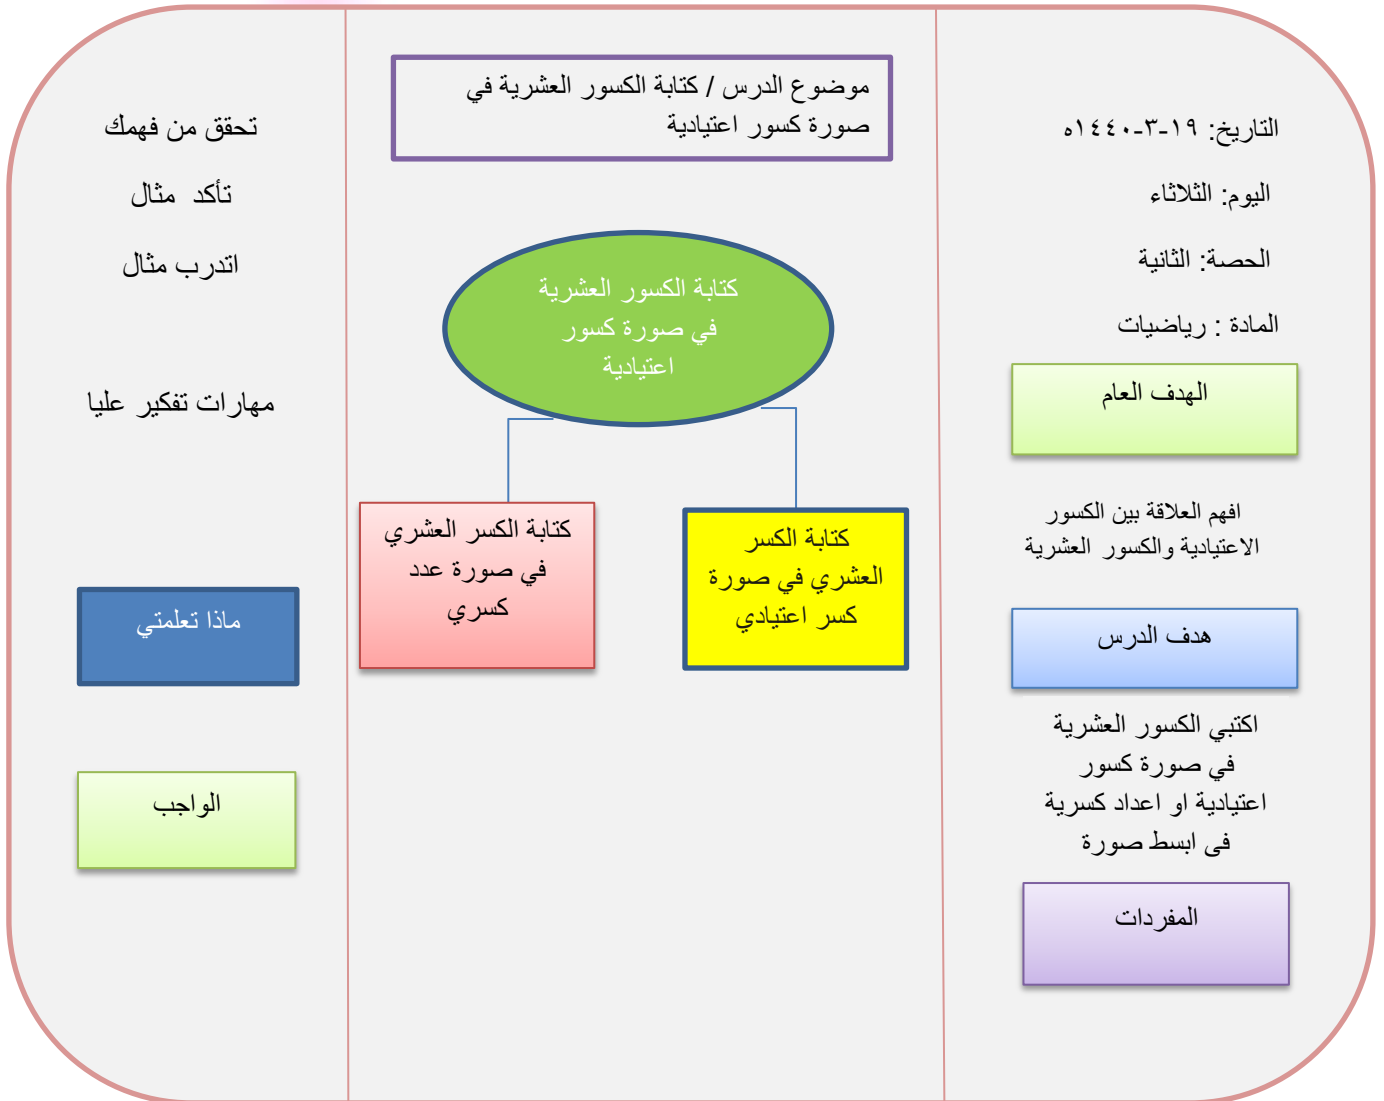 التاريخ: ١٩-٣-١٤٤٠ه
اليوم: الثلاثاء
الحصة: الثانية
المادة : رياضيات
الهدف العام
افهم العلاقة بين الكسور
الاعتيادية والكسور العشرية
هدف الدرس
اكتبي الكسور العشرية
في صورة كسور
اعتيادية او اعداد كسرية
فى ابسط صورة
المفردات
موضوع الدرس / كتابة الكسور العشرية في
صورة كسور اعتيادية
كتابة الكسور العشرية
في صورة كسور
اعتيادية
كتابة الكسر
العشري في صورة
كسر اعتيادي
كتابة الكسر العشري
في صورة عدد
كسري
تحقق من فهمك
تأكد مثال
اتدرب مثال
مهارات تفكير عليا
ماذا تعلمتي
الواجب